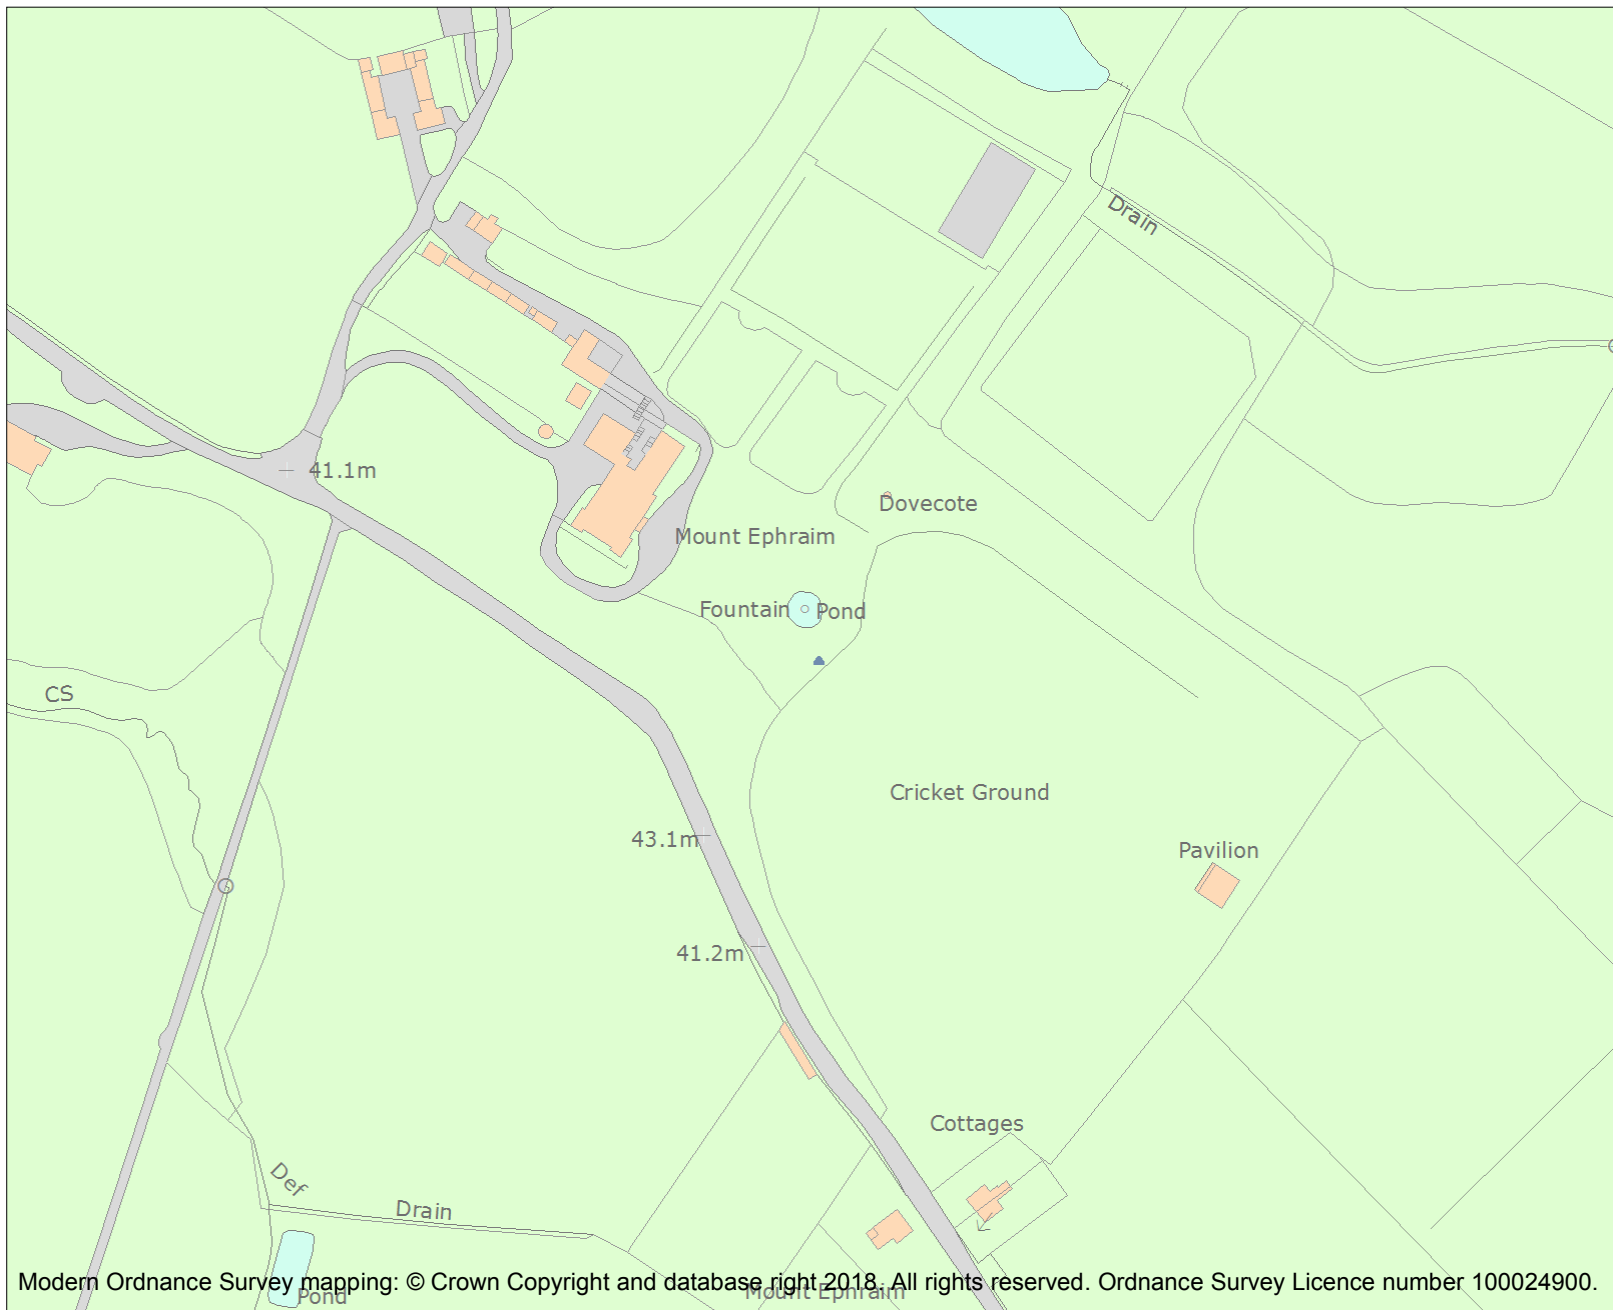 Drain
41.1m
Dovecote
Mount Ephraim
Fountain
Pond
CS
Cricket Ground
43.1m
Pavilion
41.2m
Cottages
Def
Drain
Modern Ordnance Survey mapping: © Crown Copyright and database right 2018. All rights reserved. Ordnance Survey Licence number 100024900.
Pond
Mount Ephraim